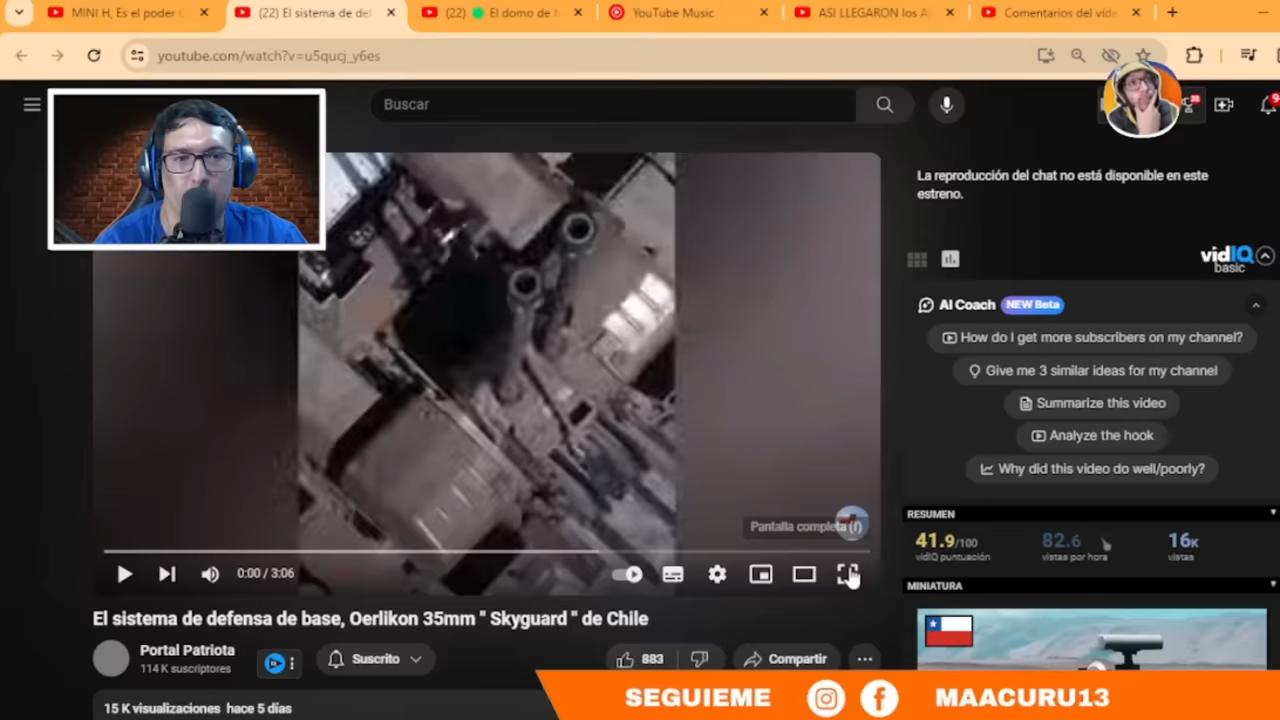 MINI H, Es el poder
(22) El sistema de de
(22) El domo de
YouTube Music
ASI LLEGARON los A
Comentarios del víde
youtube.com/watch?v=u5qucj_y6es
Buscar
La reproducción del chat no está disponible en este
estreno.
vidIQ
basic
AI Coach NEW Beta
How do I get more subscribers on my channel?
Give me 3 similar ideas for my channel
Summarize this video
Analyze the hook
Why did this video do well/poorly?
Pantalla completa (f)
0:00 / 3:06
RESUMEN
41.9/100
vidIQ puntuación
82.6
vistas por hora
16K
vistas
MINIATURA
El sistema de defensa de base, Oerlikon 35mm " Skyguard " de Chile
Portal Patriota
114 K suscriptores
Suscrito
883
Compartir
15 K visualizaciones hace 5 días
SEGUIEME
MAACURU13